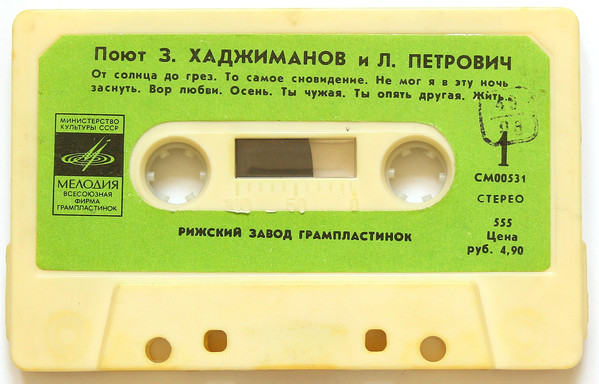 Поют З. ХАДЖИМАНОВ и Л. ПЕТРОВИЧ
От солнца до грез. То самое сновидение. Не мог я в эту ночь
заснуть. Вор любви. Осень. Ты чужая. Ты опять другая. Жить.
МИНИСТЕРСТВО
КУЛЬТУРЫ СССР
МЕЛОДИЯ
ВСЕСОЮЗНАЯ
ФИРМА
ГРАМПЛАСТИНОК
1
СМ00531
СТЕРЕО
555
Цена
руб. 4,90
50
0
РИЖСКИЙ ЗАВОД ГРАМПЛАСТИНОК